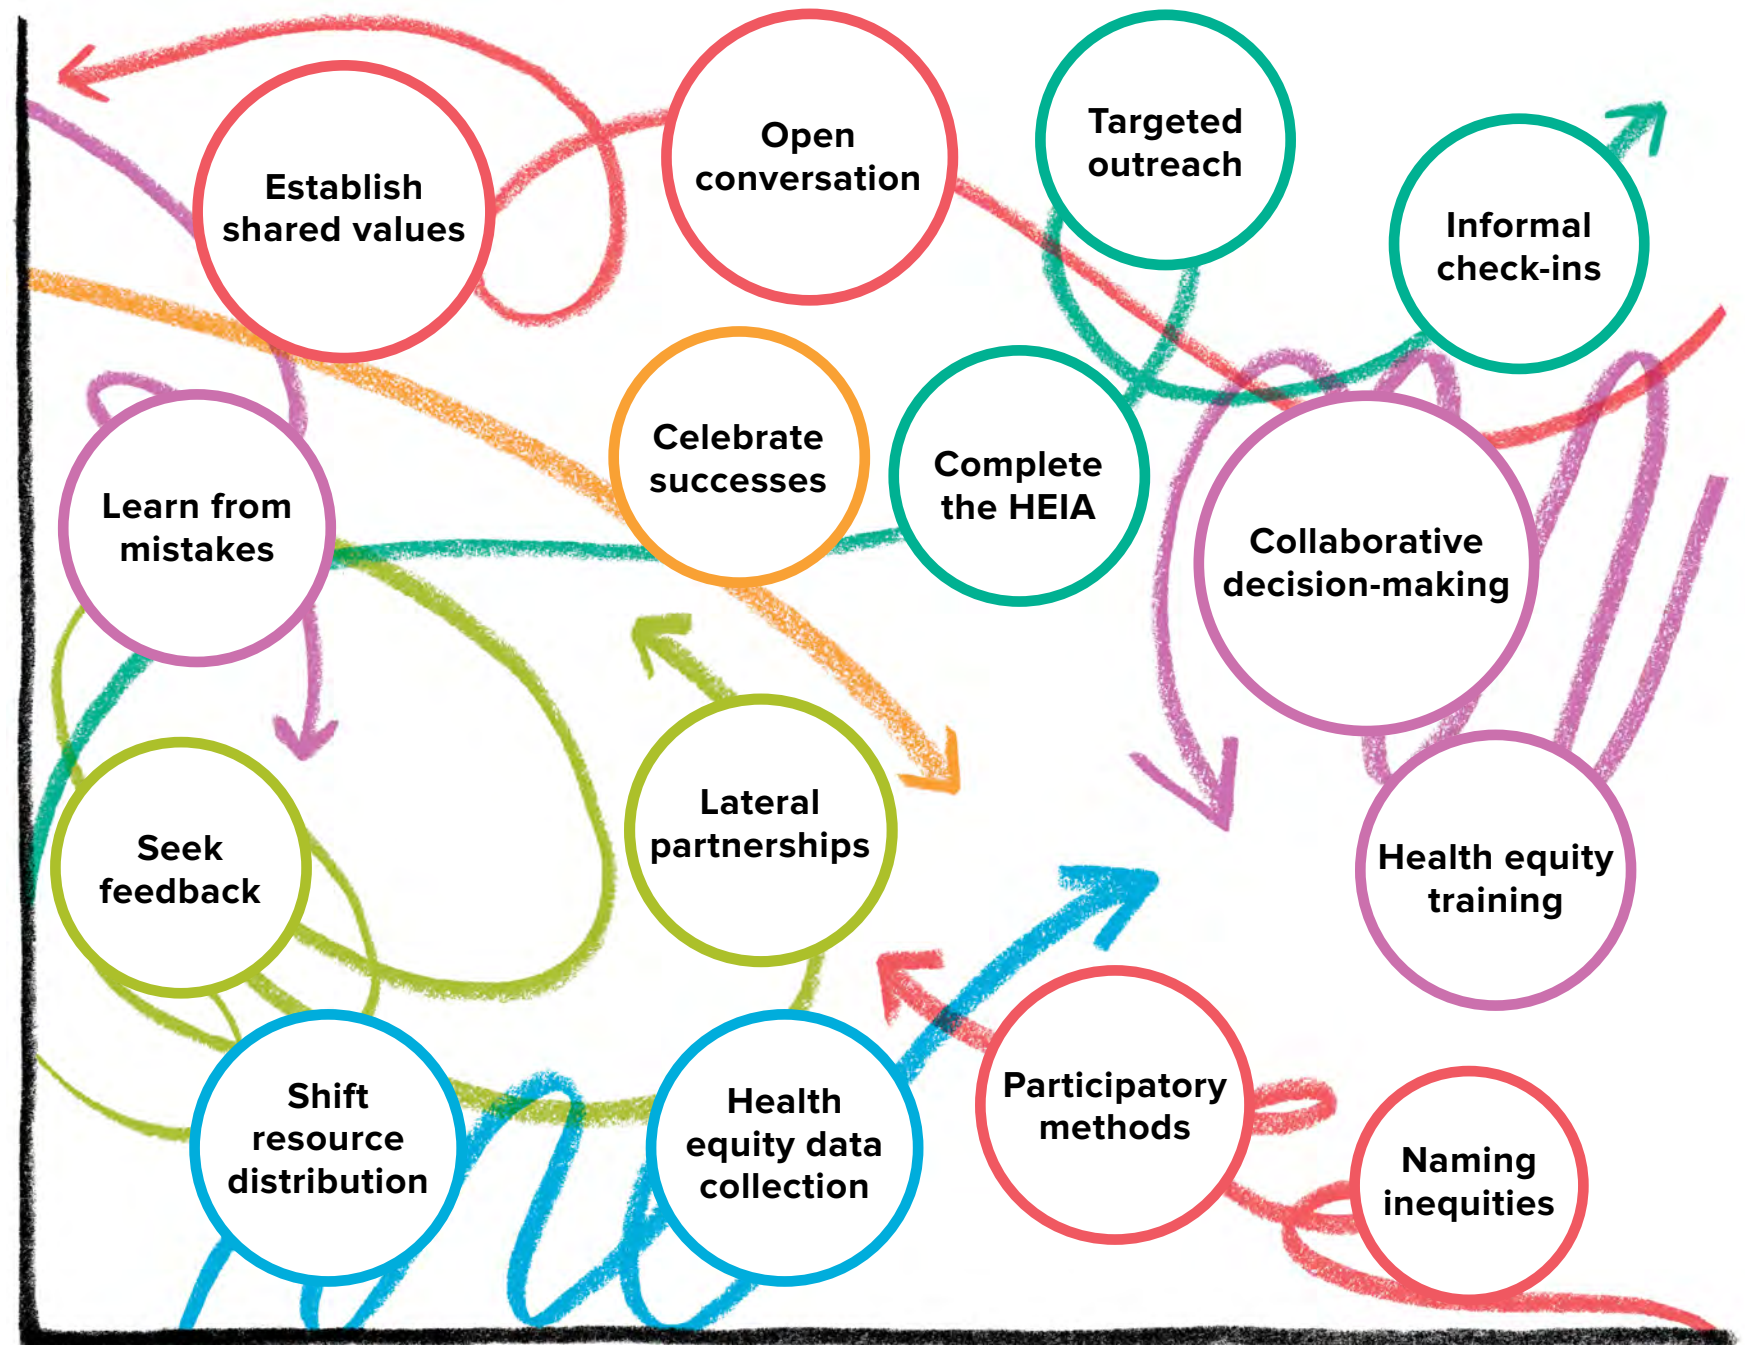 Establish
shared values
Open
conversation
Targeted
outreach
Informal
check-ins
Learn from
mistakes
Celebrate
successes
Complete
the HEIA
Collaborative
decision-making
Seek
feedback
Lateral
partnerships
Health equity
training
Shift
resource
distribution
Health
equity data
collection
Participatory
methods
Naming
inequities